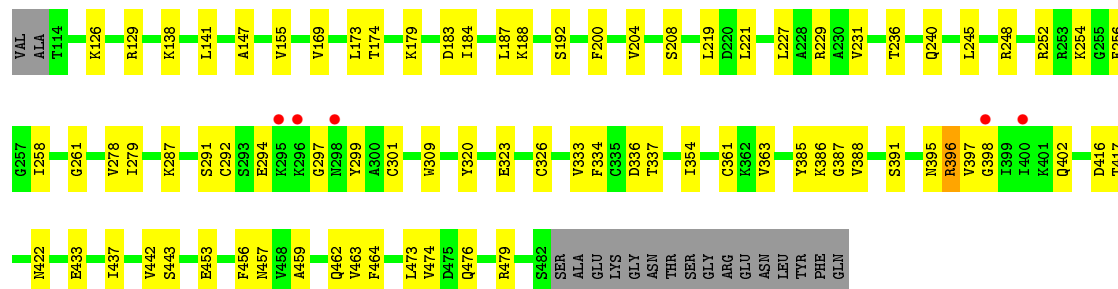 VAL ALA T114 K126 R129 K138 L141 A147 V155 V169 L173 T174 K179 D183 I184 L187 K188 S192 F200 V204 S208 L219 D220 L221 L227 A228 R229 A230 V231 T236 Q240 L245 R248 R252 R253 K254 G255 F256
G257 I258 G261 V278 I279 K287 S291 C292 S293 E294 K295 K296 G297 N298 Y299 A300 C301 W309 Y320 E323 C326 V333 F334 C335 D336 T337 I354 C361 K362 V363 Y385 K386 G387 V388 S391 N395 R396 V397 G398 I399 I400 K401 Q402 D416 T417
N422 E433 I437 V442 S443 E453 F456 N457 V458 A459 Q462 V463 F464 L473 V474 D475 Q476 R479 S482 SER ALA GLU LYS GLY ASN THR SER GLY ARG GLU ASN LEU TYR PHE GLN